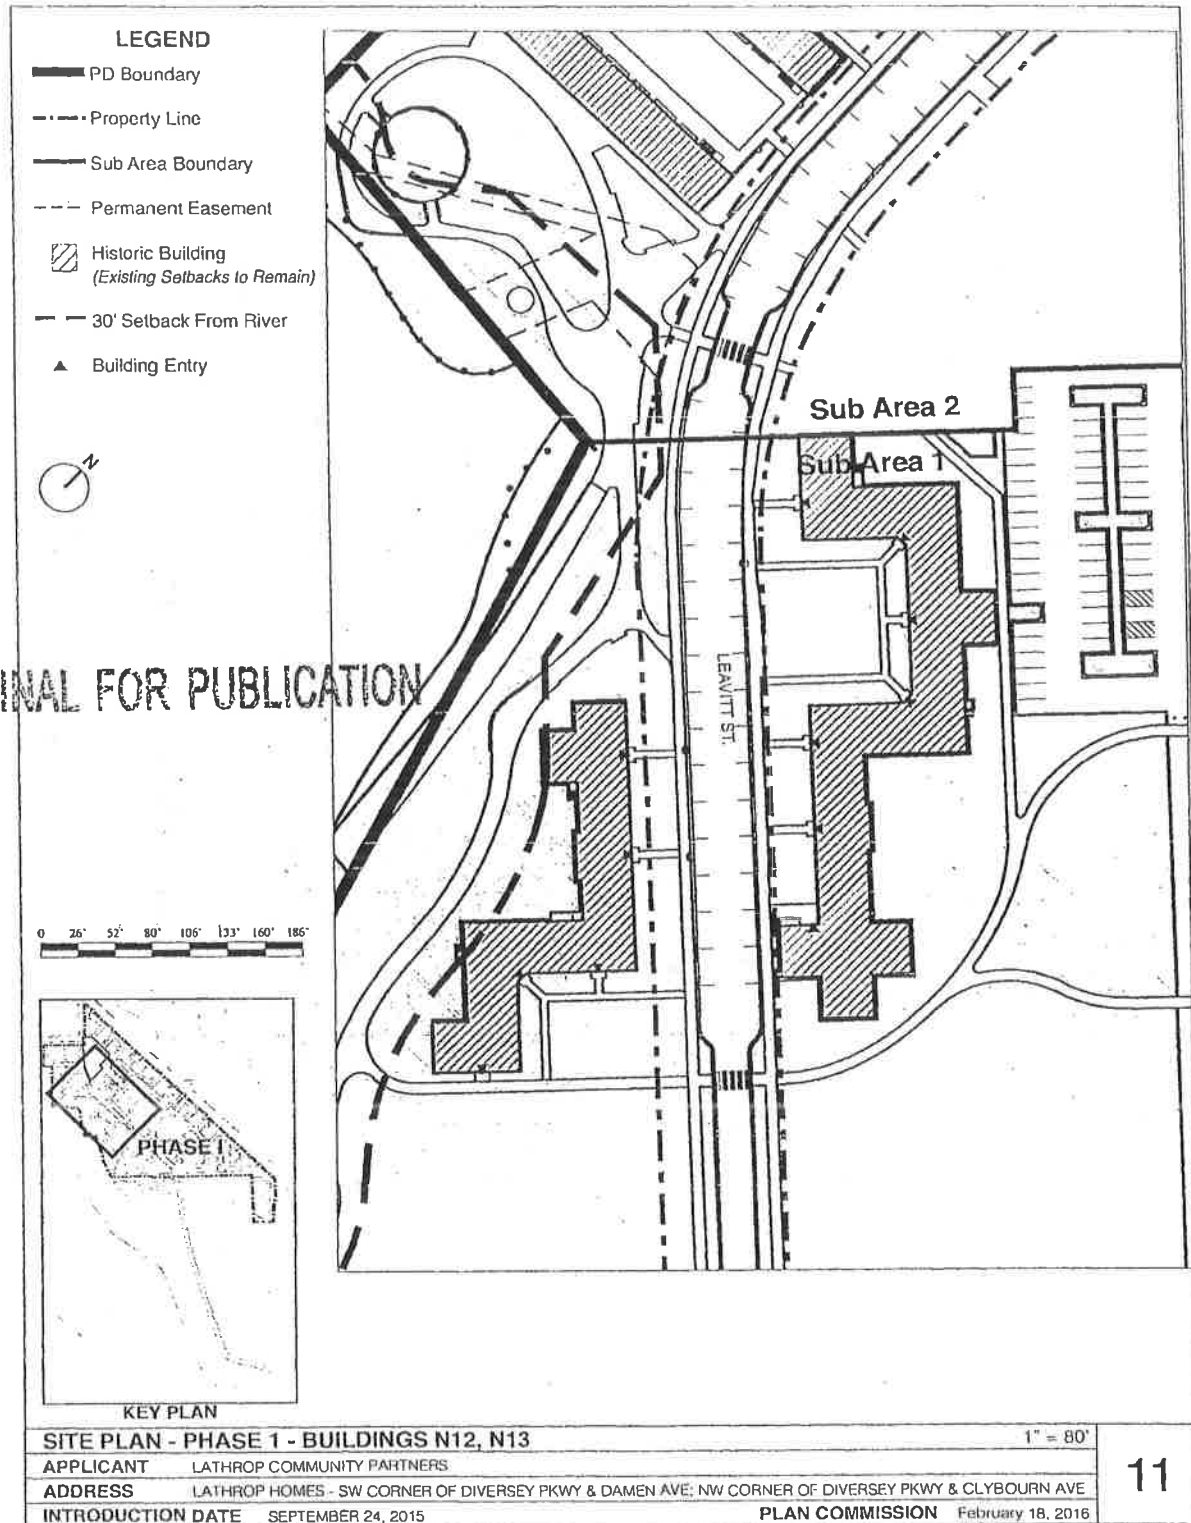 LEGEND
PD Boundary
Property Line
Sub Area Boundary
Permanent Easement
Historic Building
(Existing Setbacks to Remain)
30' Setback From River
Building Entry
N
Sub Area 2
Sub Area 1
LEAVITT ST.
FOR PUBLICATION
0 26' 52' 80' 106' 133' 160' 186'
PHASE I
KEY PLAN
SITE PLAN - PHASE 1 - BUILDINGS N12, N13
1" = 80'
APPLICANT LATHROP COMMUNITY PARTNERS
ADDRESS LATHROP HOMES - SW CORNER OF DIVERSEY PKWY & DAMEN AVE; NW CORNER OF DIVERSEY PKWY & CLYBOURN AVE
INTRODUCTION DATE SEPTEMBER 24, 2015
PLAN COMMISSION February 18, 2016
11